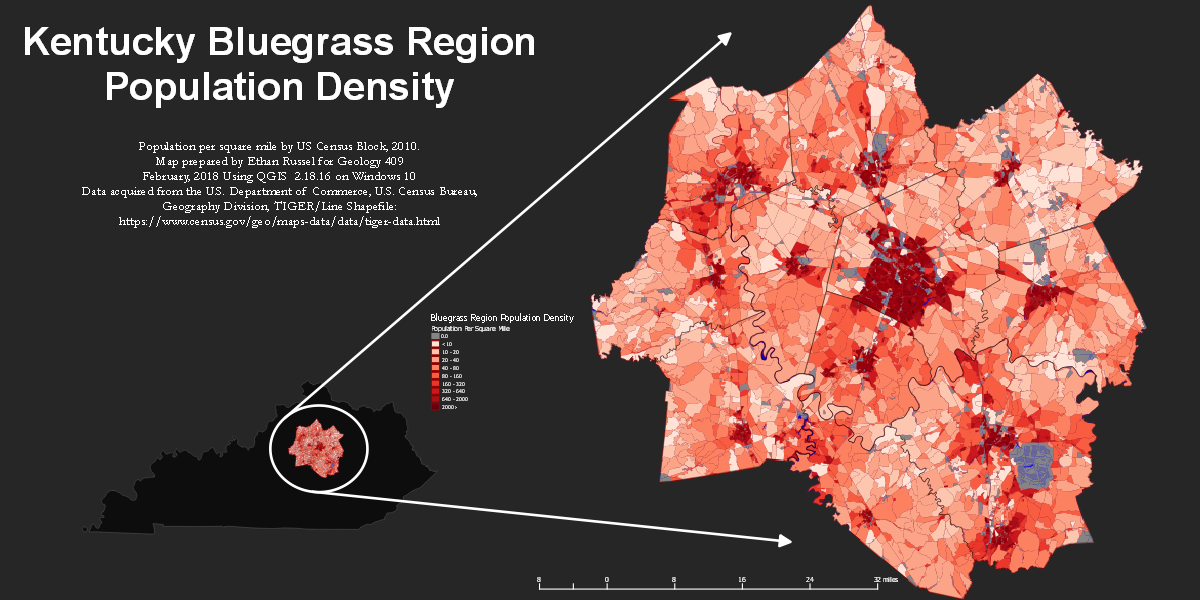 Kentucky Bluegrass Region
Population Density
Population per square mile by US Census Block, 2010.
Map prepared by Ethan Russel for Geology 409
February, 2018 Using QGIS 2.18.16 on Windows 10
Data acquired from the U.S. Department of Commerce, U.S. Census Bureau,
Geography Division, TIGER/Line Shapefile:
https://www.census.gov/geo/maps-data/data/tiger-data.html
Bluegrass Region Population Density
Population Per Square Mile
0.0
< 10
10 - 20
20 - 40
40 - 80
80 - 160
160 - 320
320 - 640
640 - 2000
2000 >
8 0 8 16 24 32 miles